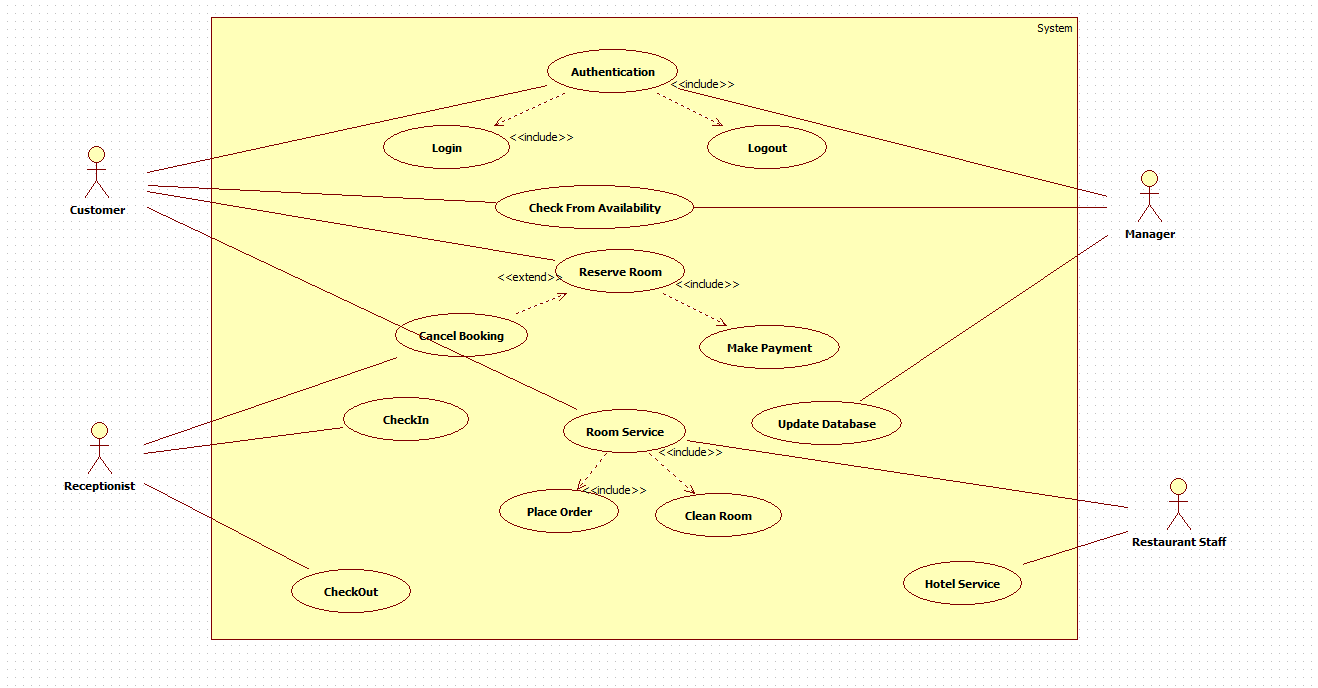 System
Authentication
<<include>>
<<include>>
Login
Logout
Customer
Check From Availability
Manager
Reserve Room
<<extend>>
<<include>>
Cancel Booking
Make Payment
CheckIn
Update Database
Room Service
<<include>>
Receptionist
<<include>>
Place Order
Clean Room
Restaurant Staff
Hotel Service
CheckOut